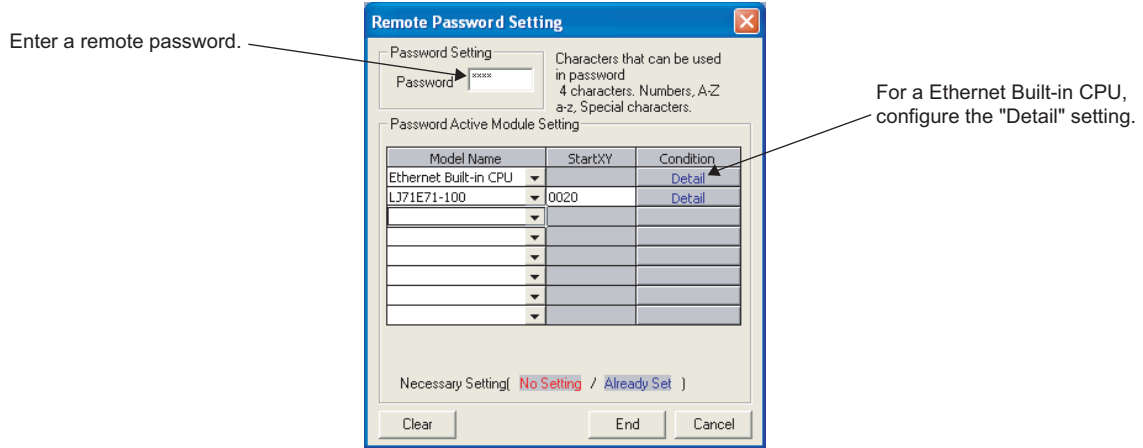 Remote Password Setting
Enter a remote password.
Password Setting
Password
xxxx
Characters that can be used
in password
4 characters. Numbers, A-Z
a-z, Special characters.
For a Ethernet Built-in CPU,
configure the "Detail" setting.
Password Active Module Setting
Model Name StartXY Condition
Ethernet Built-in CPU Detail
LJ71E71-100 0020 Detail
Necessary Setting( No Setting / Already Set )
Clear End Cancel